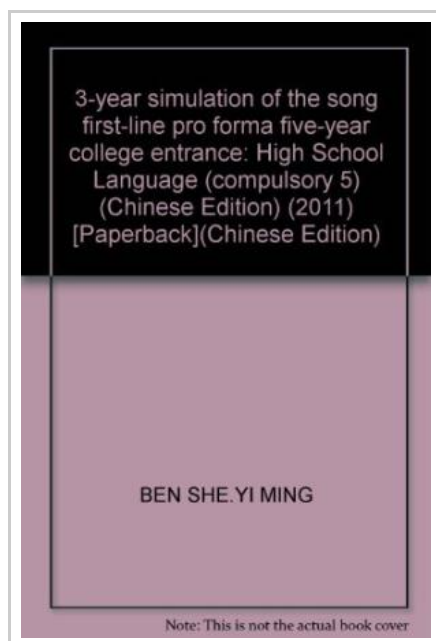 3-year simulation of the song
first-line pro forma five-year
college entrance: High School
Language (compulsory 5)
(Chinese Edition) (2011)
[Paperback](Chinese Edition)
BEN SHE.YI MING
Note: This is not the actual book cover